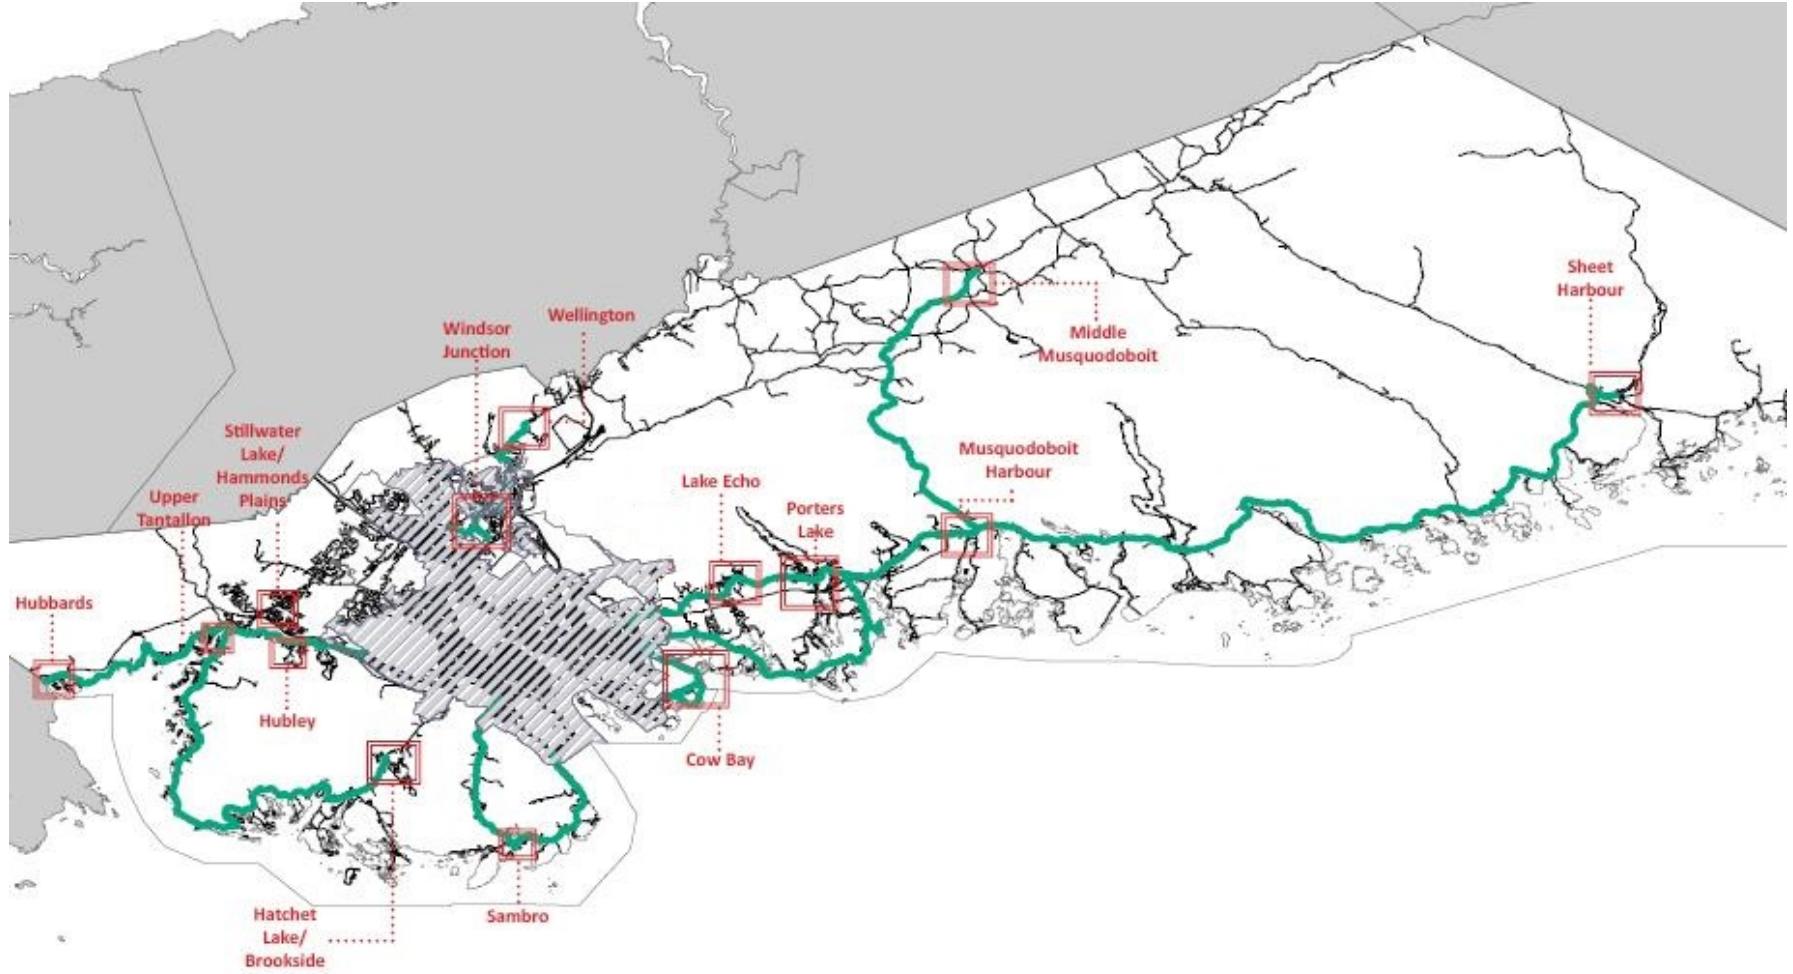 Sheet
Harbour
Wellington
Windsor
Junction
Middle
Musquodoboit
Stillwater
Lake/
Hammonds
Plains
Musquodoboit
Harbour
Lake Echo
Upper
Tantallon
Porters
Lake
Hubbards
Hubley
Cow Bay
Hatchet
Lake/
Brookside
Sambro